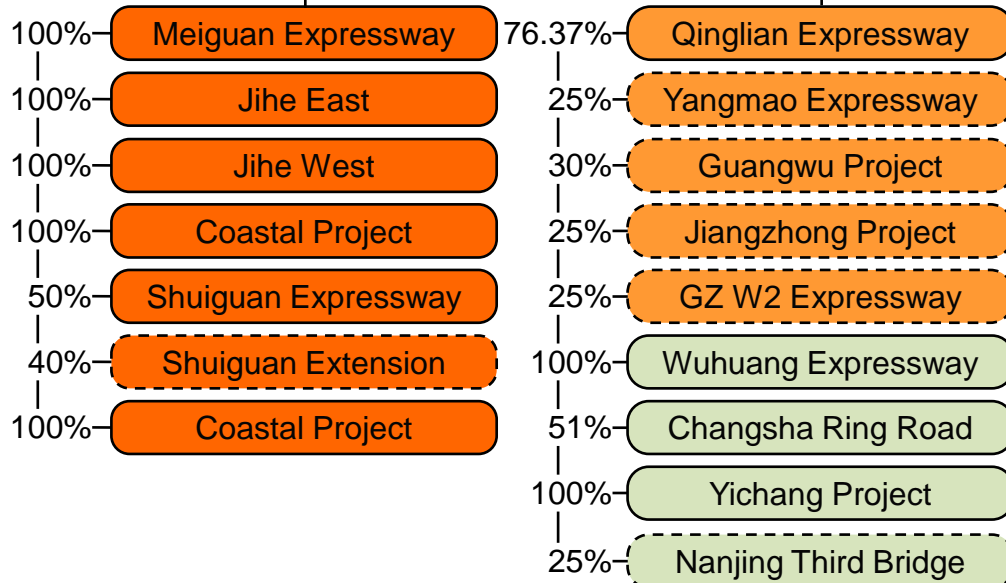 100% Meiguan Expressway
100% Jihe East
100% Jihe West
100% Coastal Project
50% Shuiguan Expressway
40% Shuiguan Extension
100% Coastal Project
76.37% Qinglian Expressway
25% Yangmao Expressway
30% Guangwu Project
25% Jiangzhong Project
25% GZ W2 Expressway
100% Wuhuang Expressway
51% Changsha Ring Road
100% Yichang Project
25% Nanjing Third Bridge